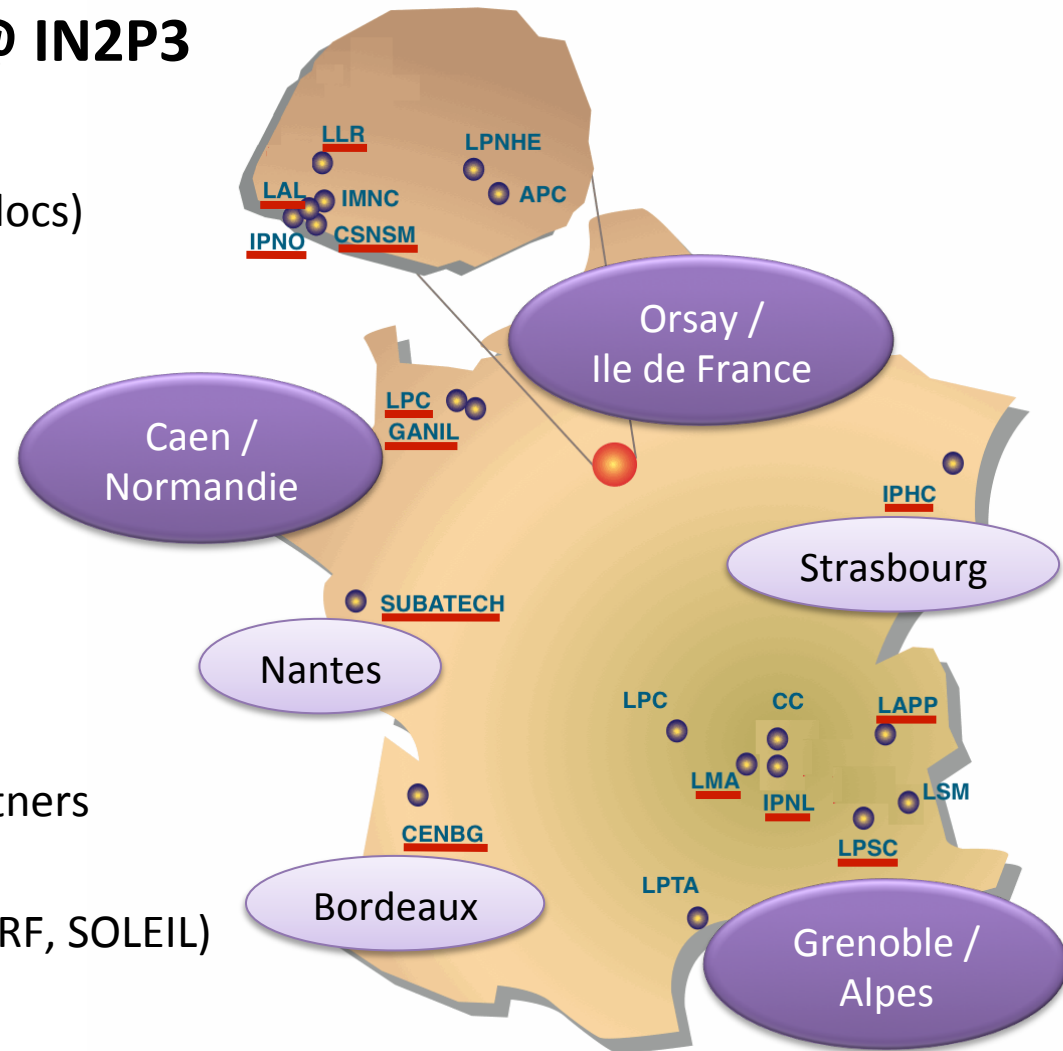 @ IN2P3
LLR
LPNHE
docs)
LAL
IMNC
APC
IPNO
CSNSM
Orsay /
Ile de France
LPC
GANIL
Caen /
Normandie
IPHC
Strasbourg
SUBATECH
Nantes
LPC
CC
LAPP
LMA
IPNL
LSM
tners
CENBG
LPSC
LPTA
Bordeaux
RF, SOLEIL)
Grenoble /
Alpes